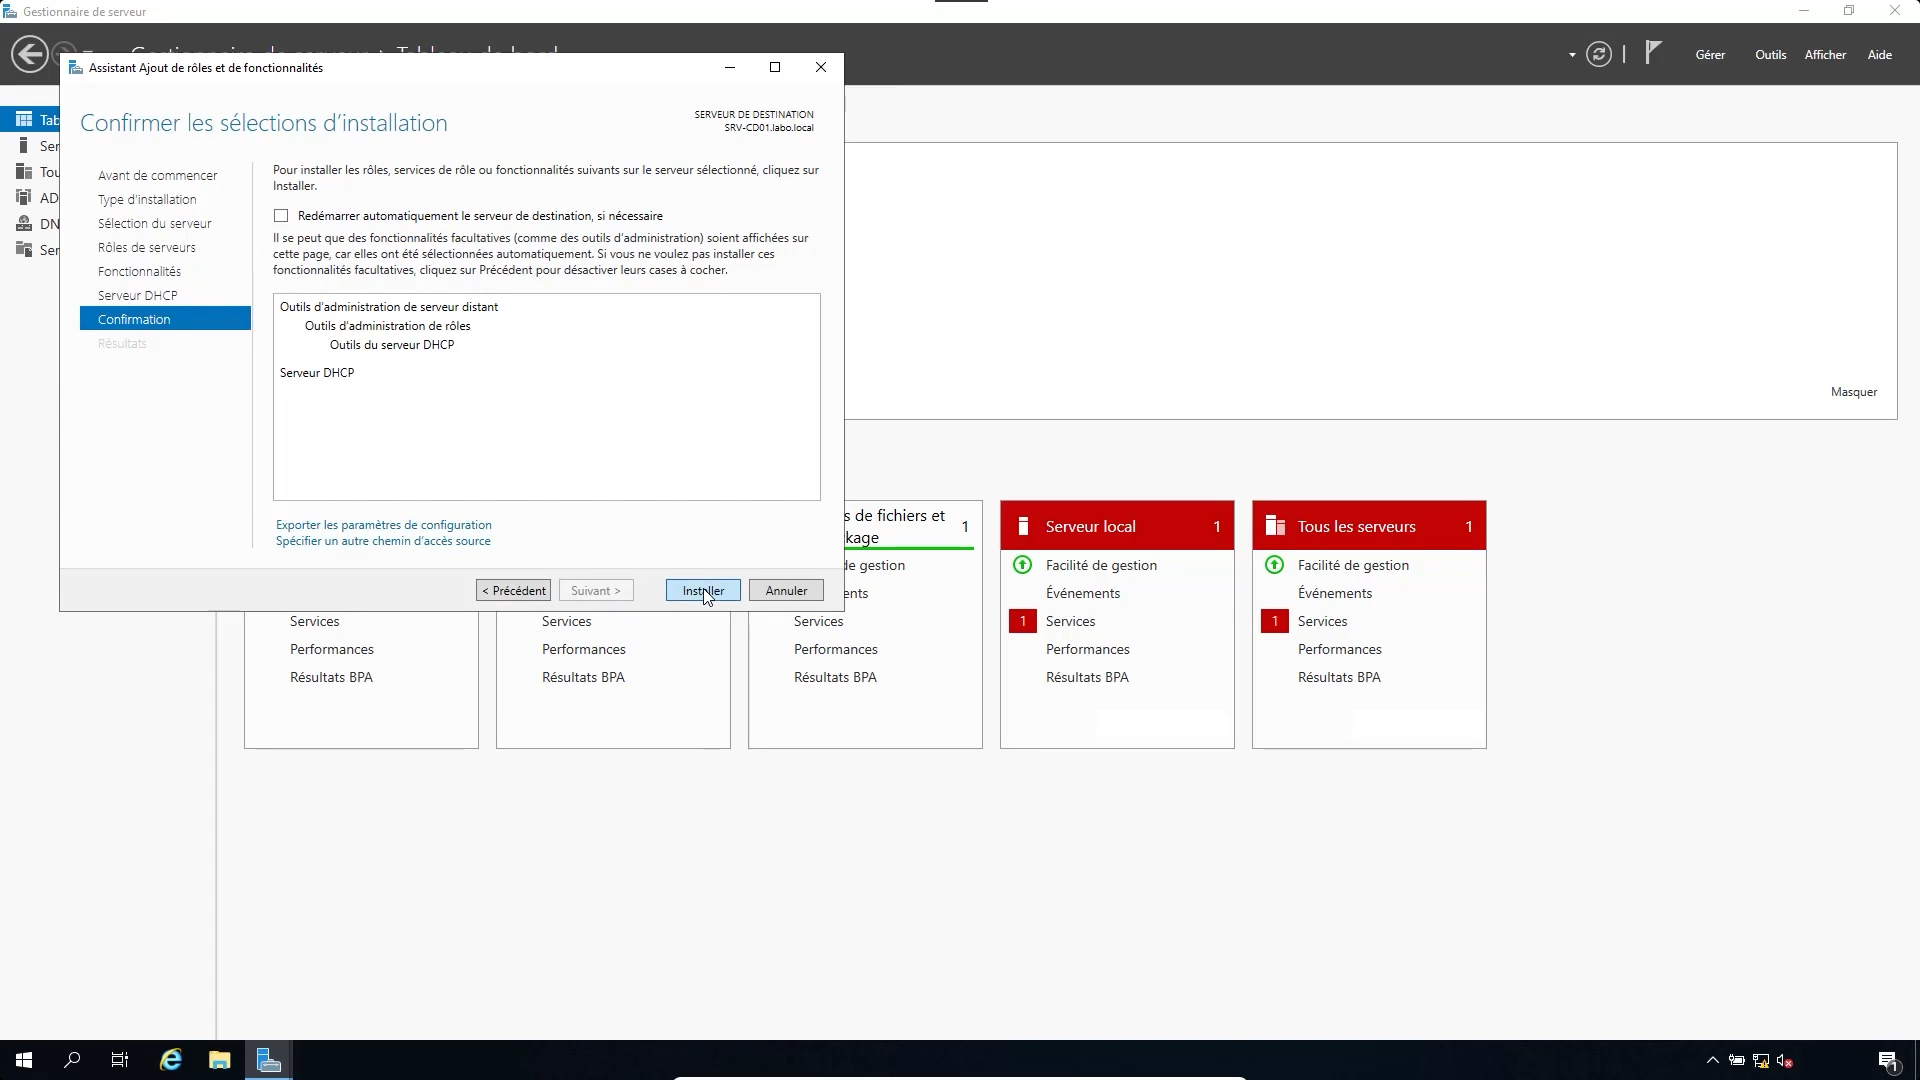 Gestionnaire de serveur
Gérer
Outils
Afficher
Aide
Assistant Ajout de rôles et de fonctionnalités
Confirmer les sélections d'installation
SERVEUR DE DESTINATION
SRV-CD01.labo.local
Tab
Ser
Tou
AD
DN
Ser
Avant de commencer
Type d'installation
Sélection du serveur
Rôles de serveurs
Fonctionnalités
Serveur DHCP
Confirmation
Résultats
Pour installer les rôles, services de rôle ou fonctionnalités suivants sur le serveur sélectionné, cliquez sur
Installer.
Redémarrer automatiquement le serveur de destination, si nécessaire
Il se peut que des fonctionnalités facultatives (comme des outils d'administration) soient affichées sur
cette page, car elles ont été sélectionnées automatiquement. Si vous ne voulez pas installer ces
fonctionnalités facultatives, cliquez sur Précédent pour désactiver leurs cases à cocher.
Outils d'administration de serveur distant
Outils d'administration de rôles
Outils du serveur DHCP
Serveur DHCP
Exporter les paramètres de configuration
Spécifier un autre chemin d'accès source
< Précédent
Suivant >
Installer
Annuler
Masquer
Services
Performances
Résultats BPA
Services
Performances
Résultats BPA
s de fichiers et 1
kage
de gestion
ents
Services
Performances
Résultats BPA
Serveur local 1
Facilité de gestion
Événements
1 Services
Performances
Résultats BPA
Tous les serveurs 1
Facilité de gestion
Événements
1 Services
Performances
Résultats BPA
1